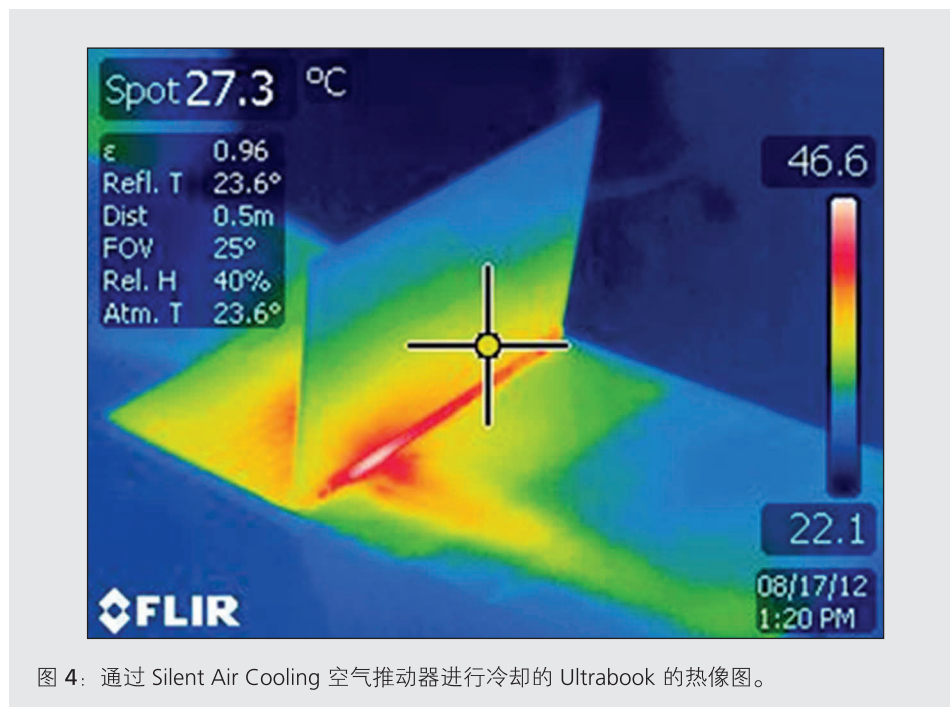 Spot 27.3 °C
ε 0.96
Refl. T 23.6°
Dist 0.5m
FOV 25°
Rel. H 40%
Atm. T 23.6°
46.6
22.1
08/17/12
1:20 PM
FLIR
图 4：通过 Silent Air Cooling 空气推动器进行冷却的 Ultrabook 的热像图。